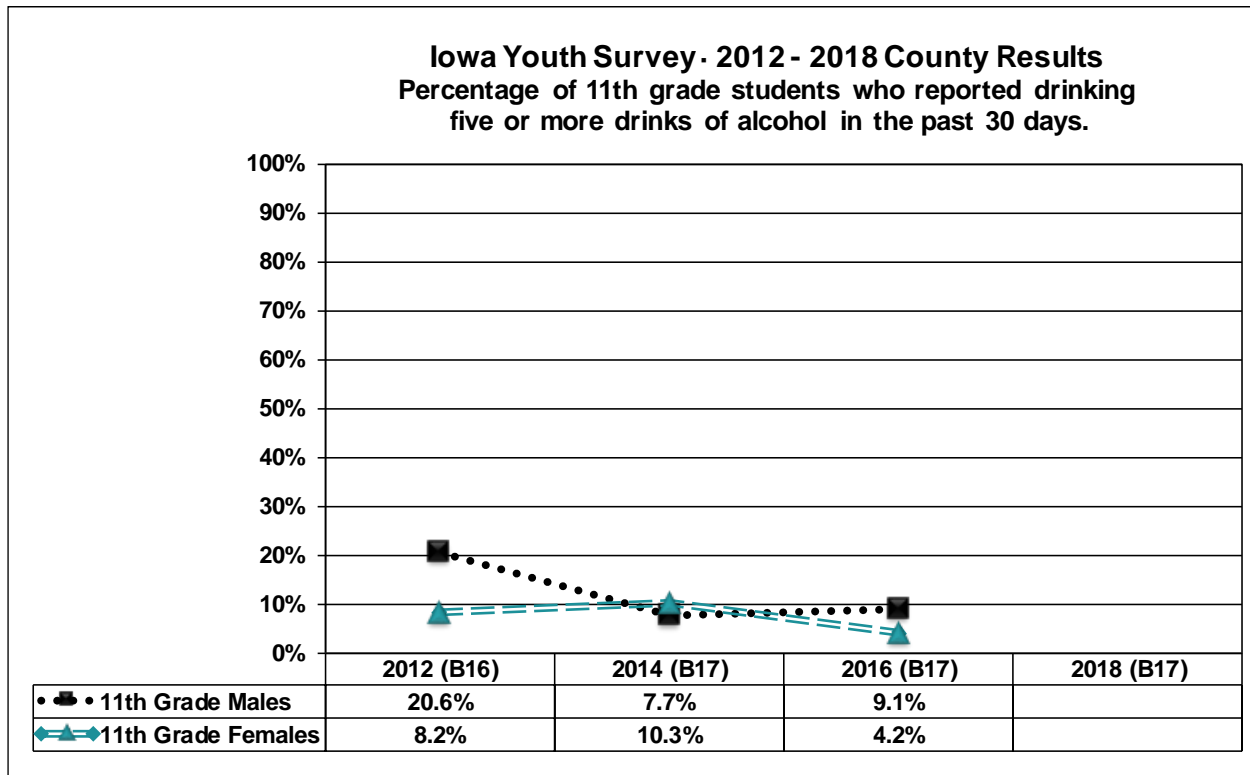 Iowa Youth Survey · 2012 - 2018 County Results
Percentage of 11th grade students who reported drinking
five or more drinks of alcohol in the past 30 days.
100%
90%
80%
70%
60%
50%
40%
30%
20%
10%
0%
2012 (B16) 2014 (B17) 2016 (B17) 2018 (B17)
11th Grade Males 20.6% 7.7% 9.1%
11th Grade Females 8.2% 10.3% 4.2%